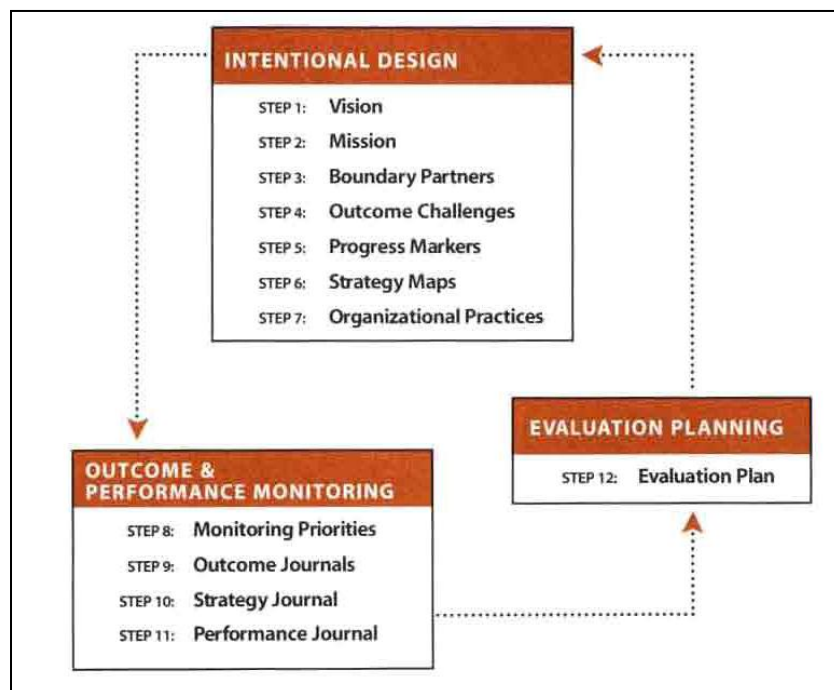 INTENTIONAL DESIGN
STEP 1: Vision
STEP 2: Mission
STEP 3: Boundary Partners
STEP 4: Outcome Challenges
STEP 5: Progress Markers
STEP 6: Strategy Maps
STEP 7: Organizational Practices
OUTCOME &
PERFORMANCE MONITORING
STEP 8: Monitoring Priorities
STEP 9: Outcome Journals
STEP 10: Strategy Journal
STEP 11: Performance Journal
EVALUATION PLANNING
STEP 12: Evaluation Plan